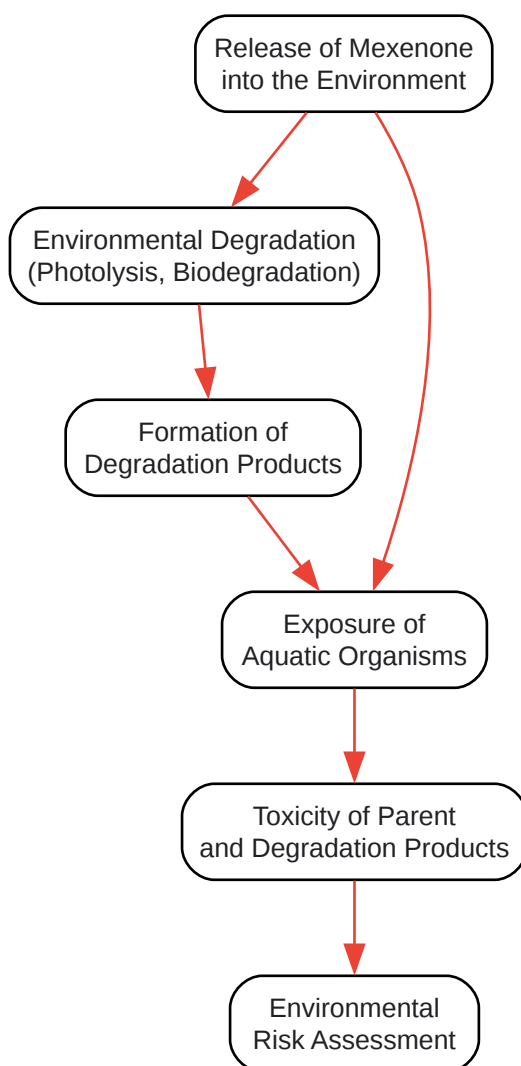 Release of Mexenone
into the Environment
Environmental Degradation
(Photolysis, Biodegradation)
Formation of
Degradation Products
Exposure of
Aquatic Organisms
Toxicity of Parent
and Degradation Products
Environmental
Risk Assessment